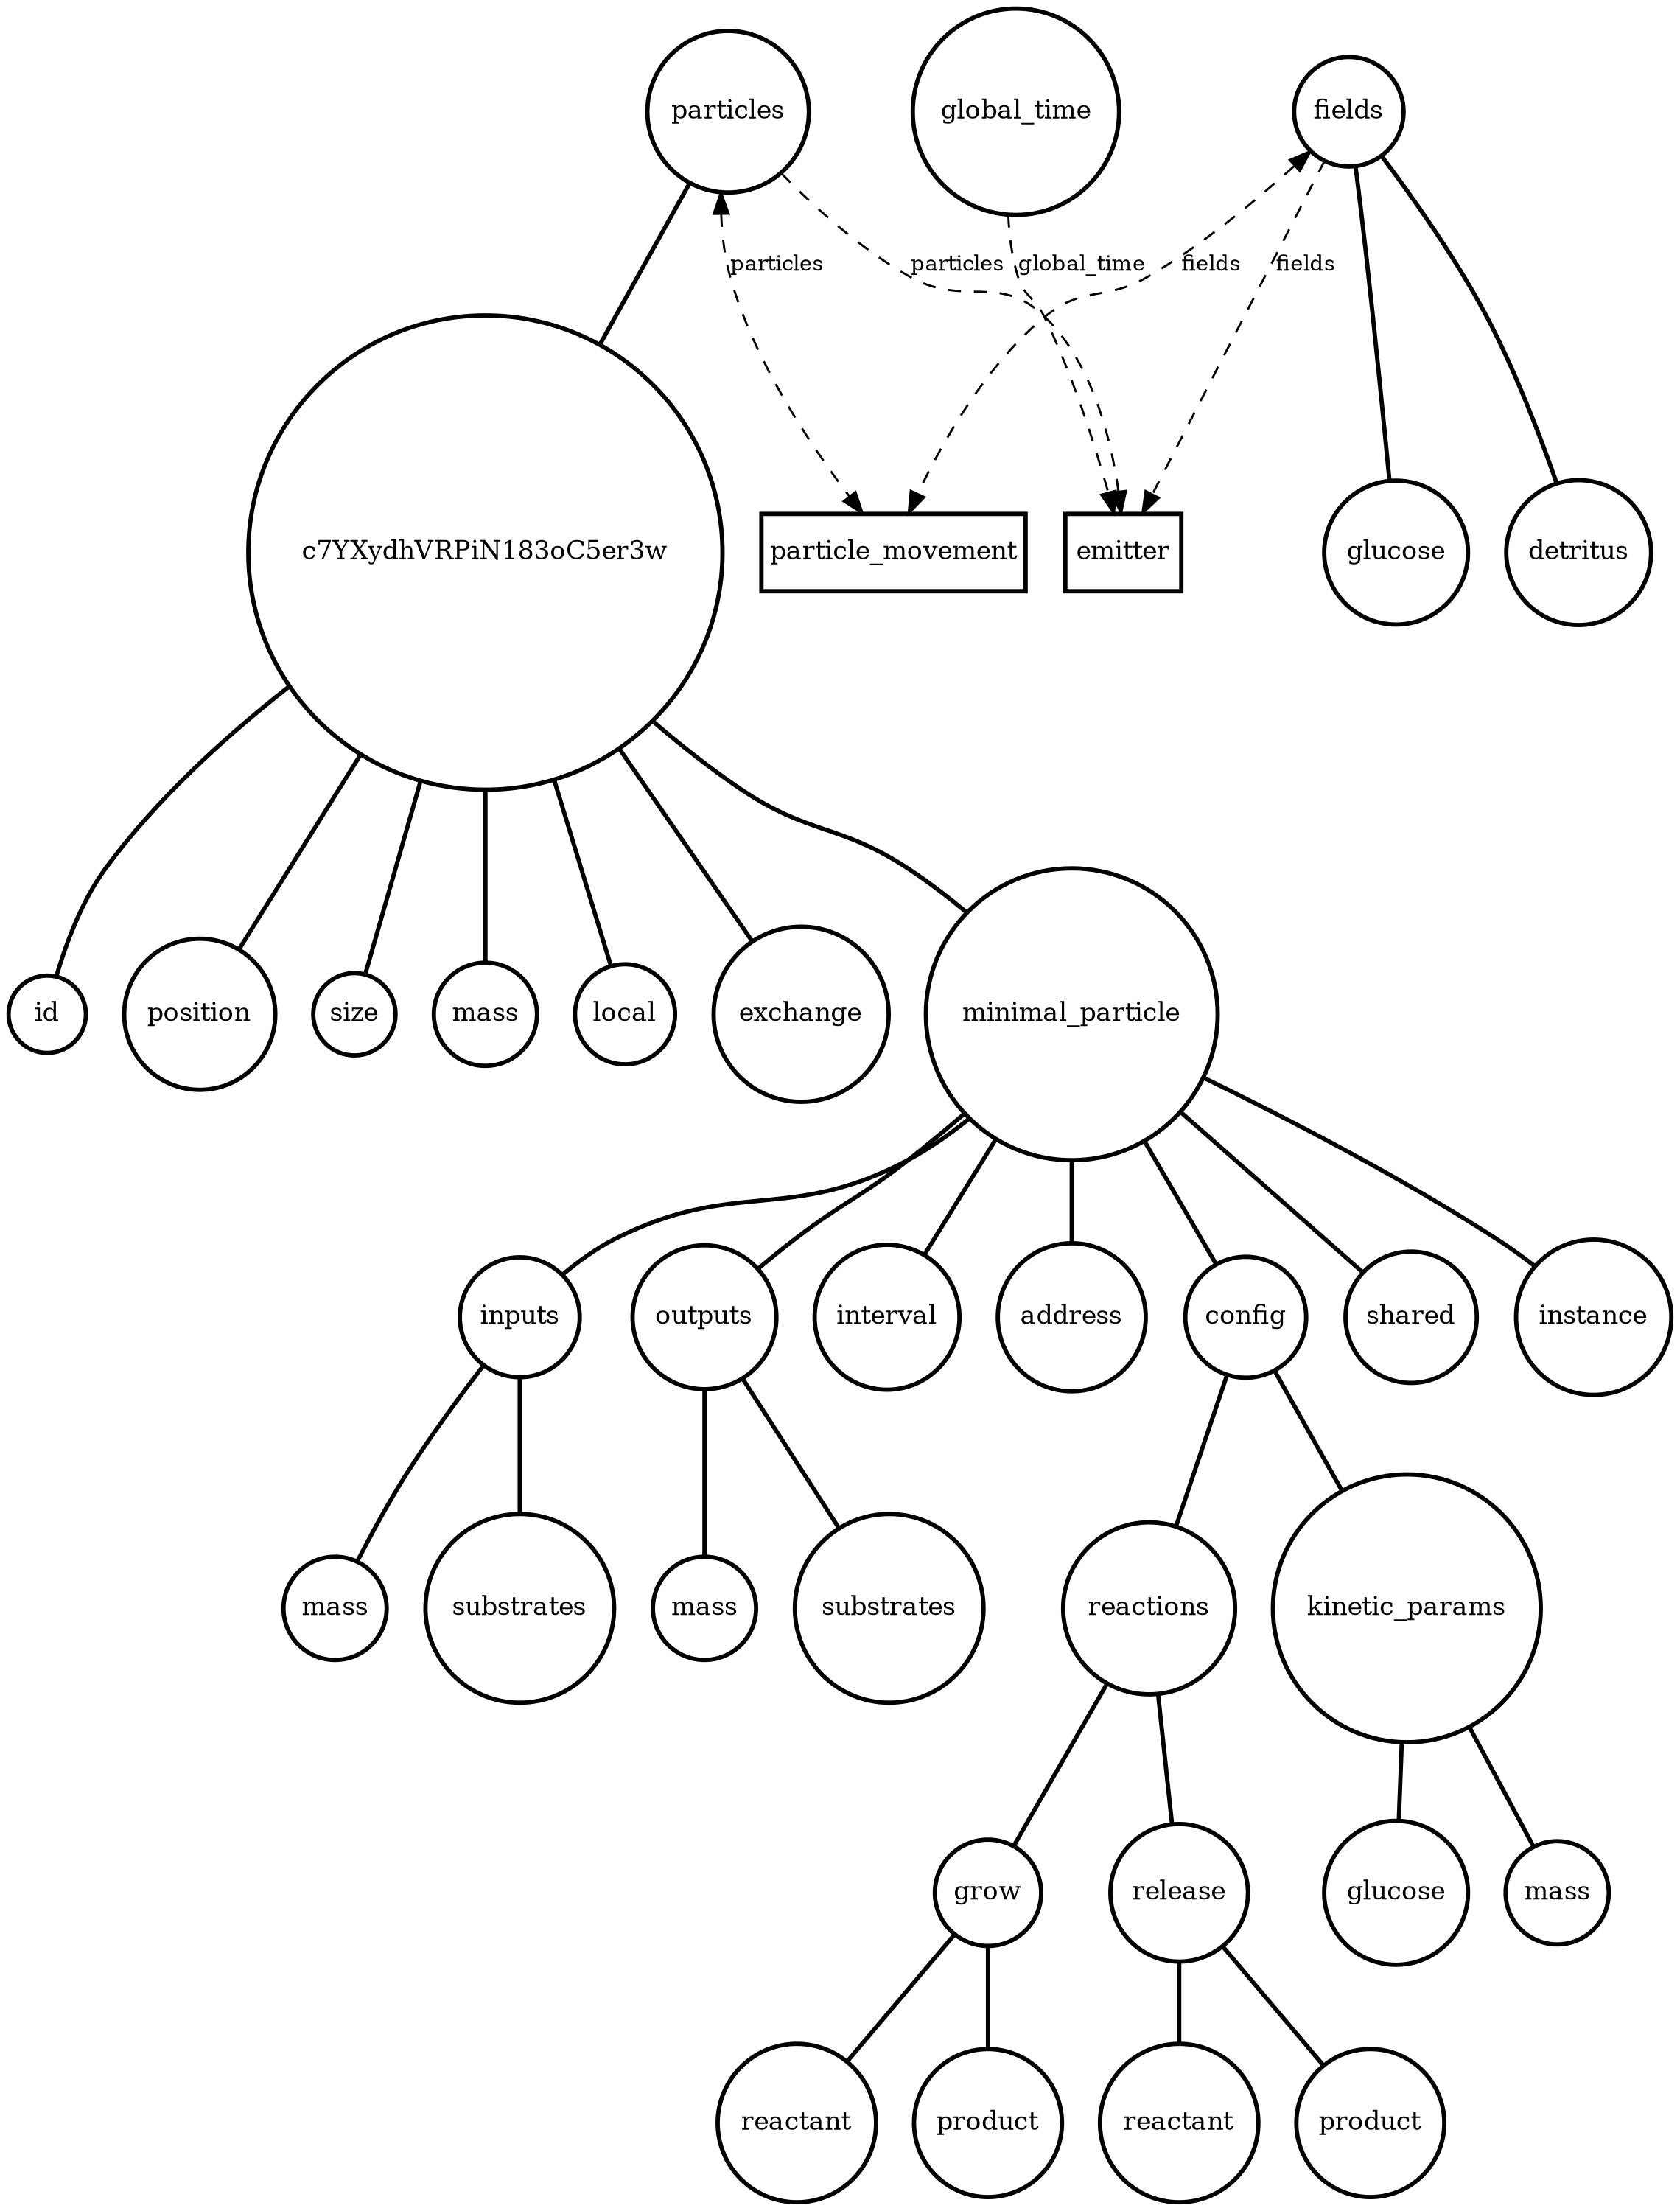 particles
global_time
fields
particles
particles
global_time
fields
fields
c7YXydhVRPiN183oC5er3w
particle_movement
emitter
glucose
detritus
id
position
size
mass
local
exchange
minimal_particle
inputs
outputs
interval
address
config
shared
instance
mass
substrates
mass
substrates
reactions
kinetic_params
grow
release
glucose
mass
reactant
product
reactant
product